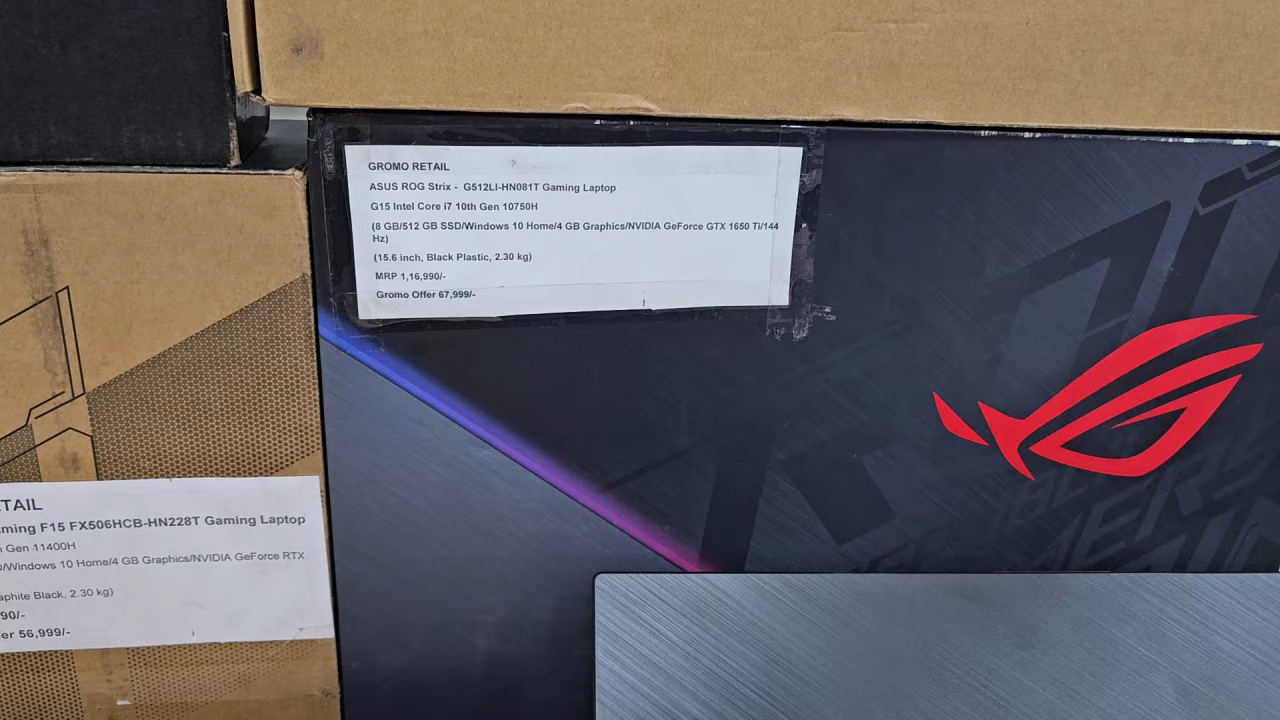 GROMO RETAIL
ASUS ROG Strix - G512LI-HN081T Gaming Laptop
G15 Intel Core i7 10th Gen 10750H
(8 GB/512 GB SSD/Windows 10 Home/4 GB Graphics/NVIDIA GeForce GTX 1650 Ti/144
Hz)
(15.6 inch, Black Plastic, 2.30 kg)
MRP 1,16,990/-
Gromo Offer 67,999/-
ETAIL
ming F15 FX506HCB-HN228T Gaming Laptop
Gen 11400H
/Windows 10 Home/4 GB Graphics/NVIDIA GeForce RTX
aphite Black, 2.30 kg)
90/-
er 56,999/-